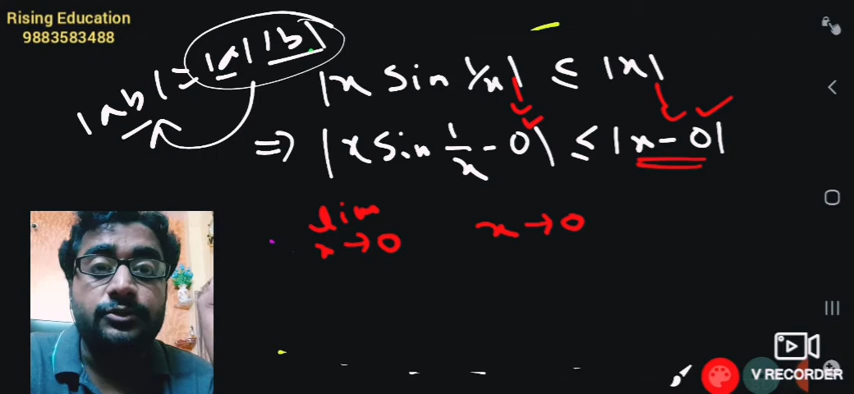 Rising Education
9883583488
|ab| = |a| |b|
|x sin 1/x| ≤ |x|
⇒ |x sin 1/x - 0| ≤ |x - 0|
lim x→0
x → 0
V RECORDER